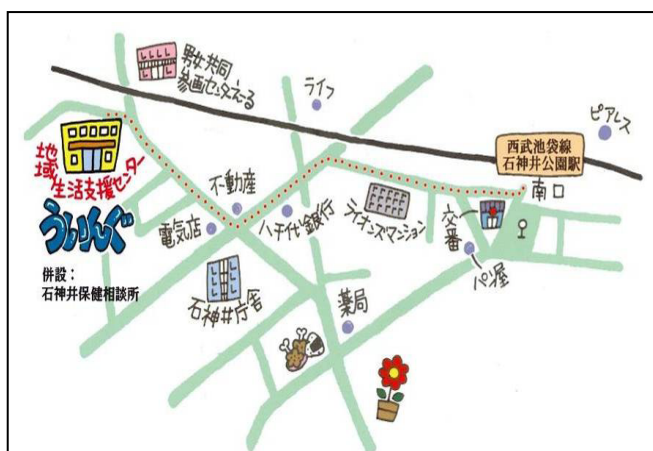 男女共同
参画センターえーる
ライフ
ピアレス
西武池袋線
石神井公園駅
南口
地域
生活支援センター
ういんぐ
併設：
石神井保健相談所
不動産
電気店
八千代銀行
ライオンズマンション
交番
パン屋
石神井庁舎
薬局